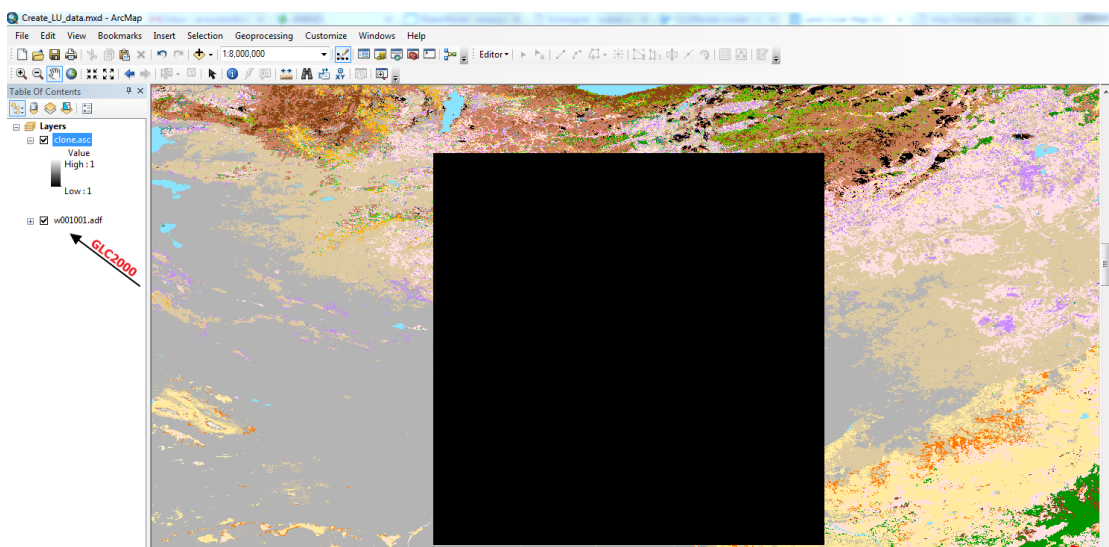 Create_LU_data.mxd - ArcMap
File Edit View Bookmarks Insert Selection Geoprocessing Customize Windows Help
1:8,000,000 Editor
Table Of Contents
Layers
clone.asc
Value
High : 1
Low : 1
w001001.adf
GLC2000